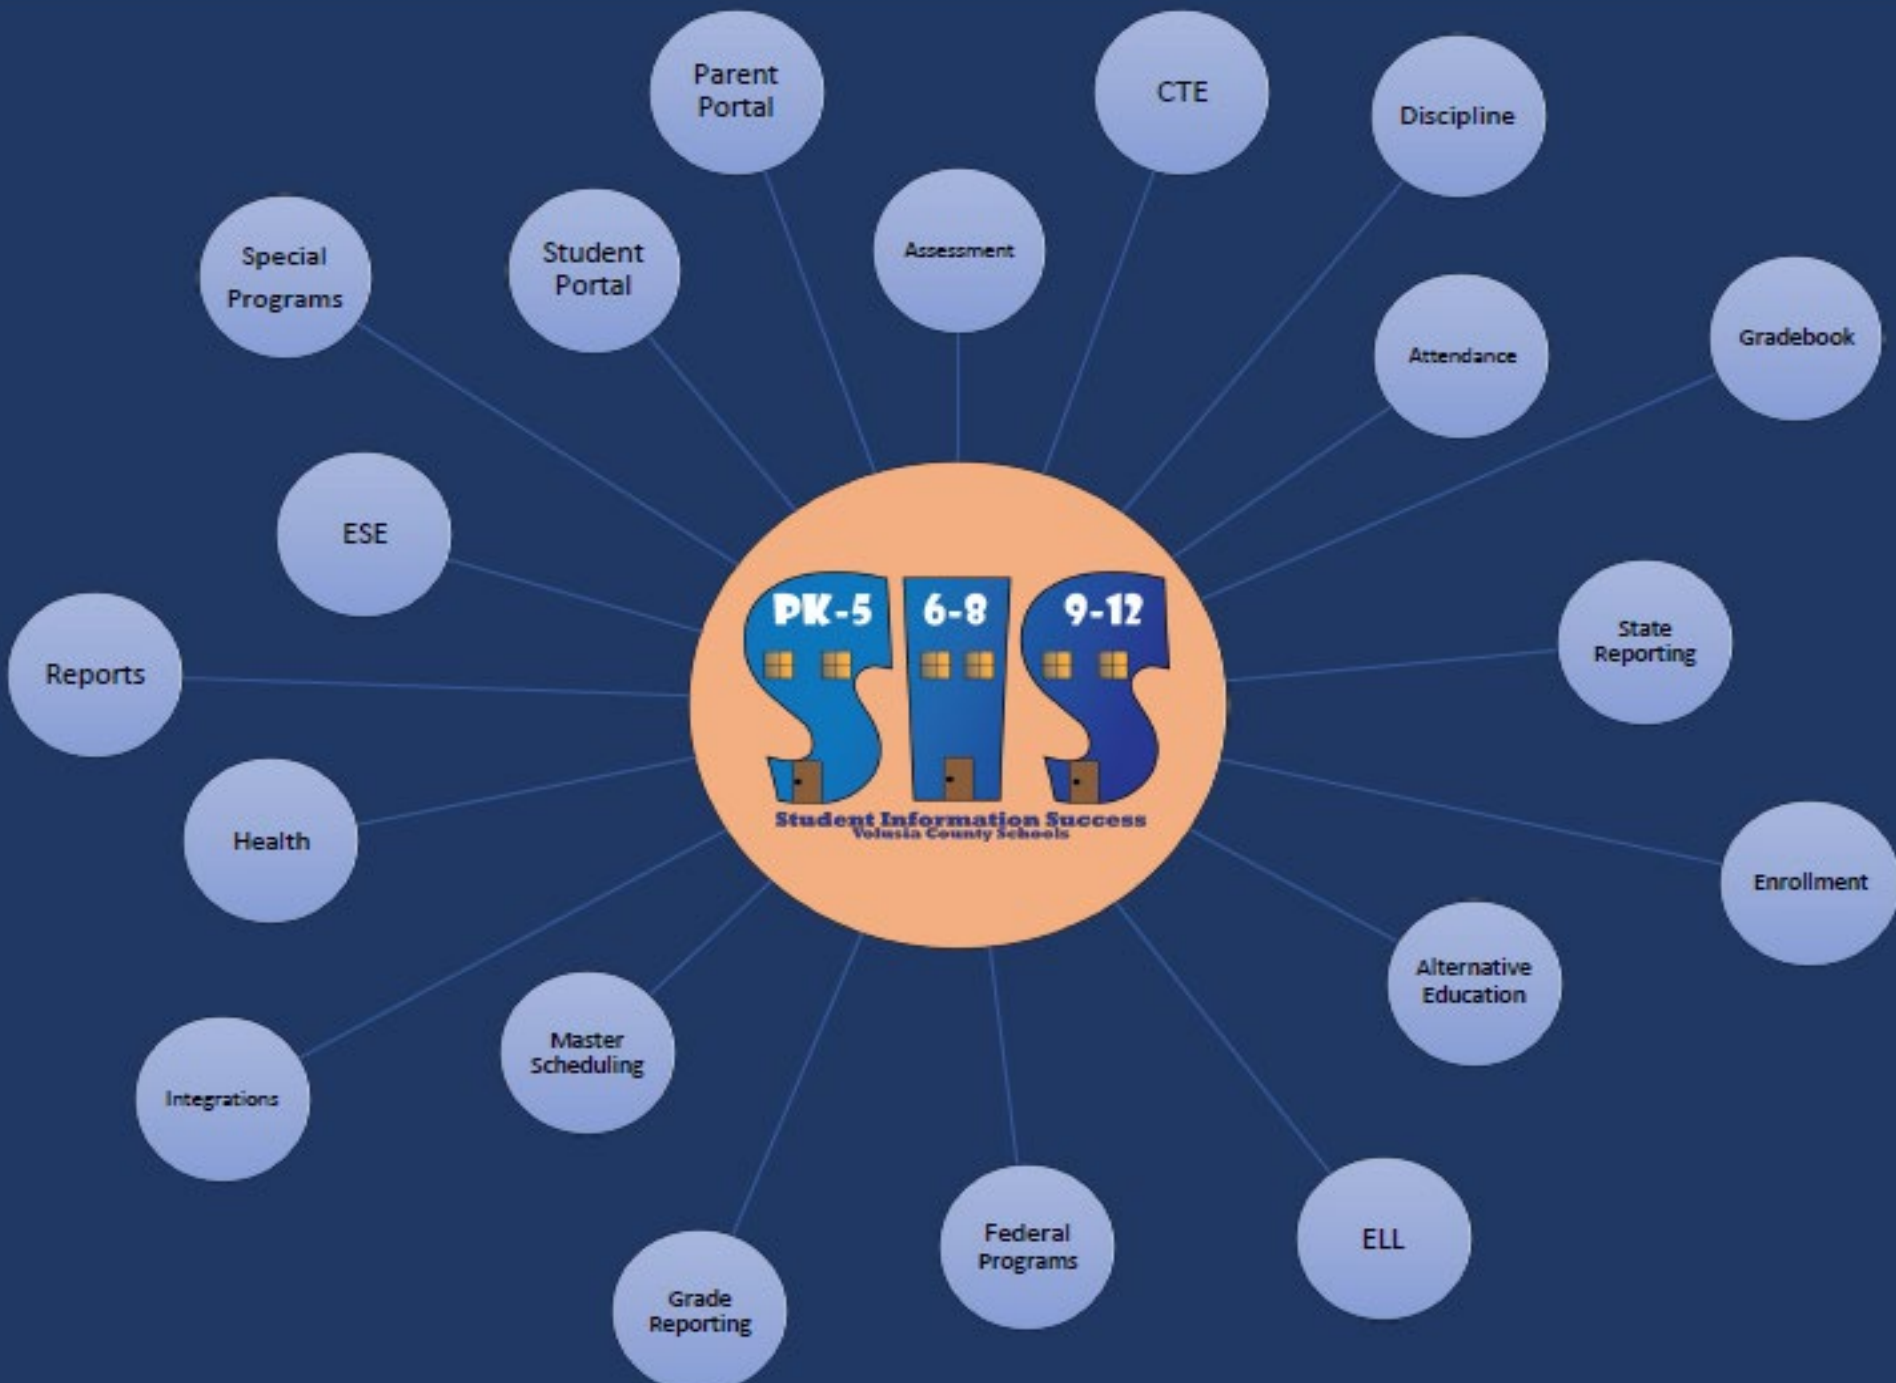 Parent
Portal
CTE
Discipline
Assessment
Special
Programs
Student
Portal
Attendance
Gradebook
ESE
PK-5
6-8
9-12
State
Reporting
Reports
Student Information Success
Volusia County Schools
Health
Enrollment
Alternative
Education
Master
Scheduling
Integrations
Federal
Programs
ELL
Grade
Reporting